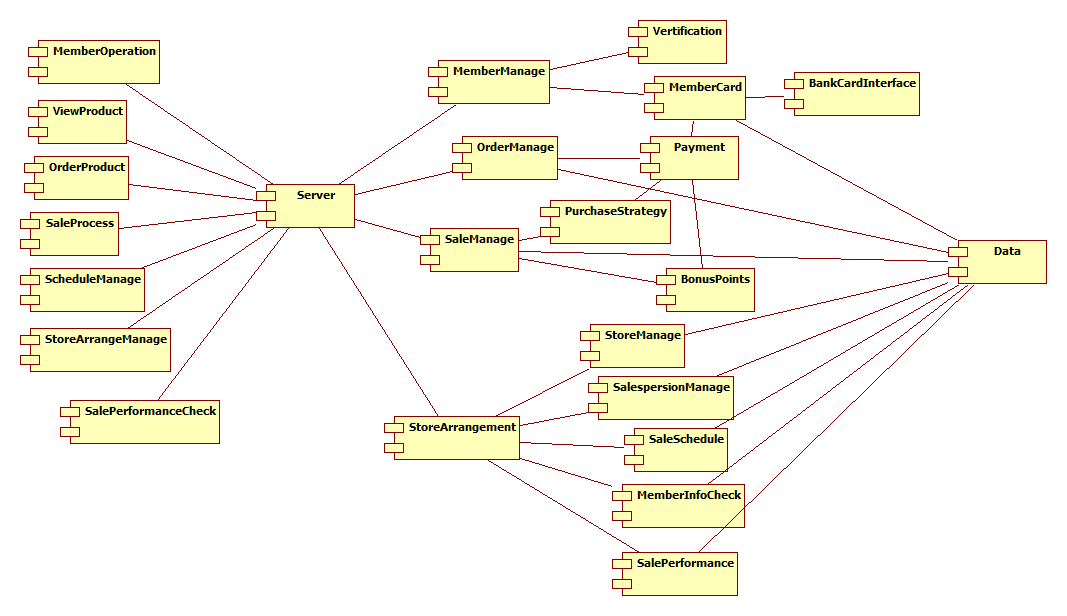 MemberOperation
ViewProduct
OrderProduct
SaleProcess
ScheduleManage
StoreArrangeManage
SalePerformanceCheck
Server
MemberManage
OrderManage
SaleManage
StoreArrangement
Vertification
MemberCard
BankCardInterface
Payment
PurchaseStrategy
BonusPoints
StoreManage
SalespersionManage
SaleSchedule
MemberInfoCheck
SalePerformance
Data